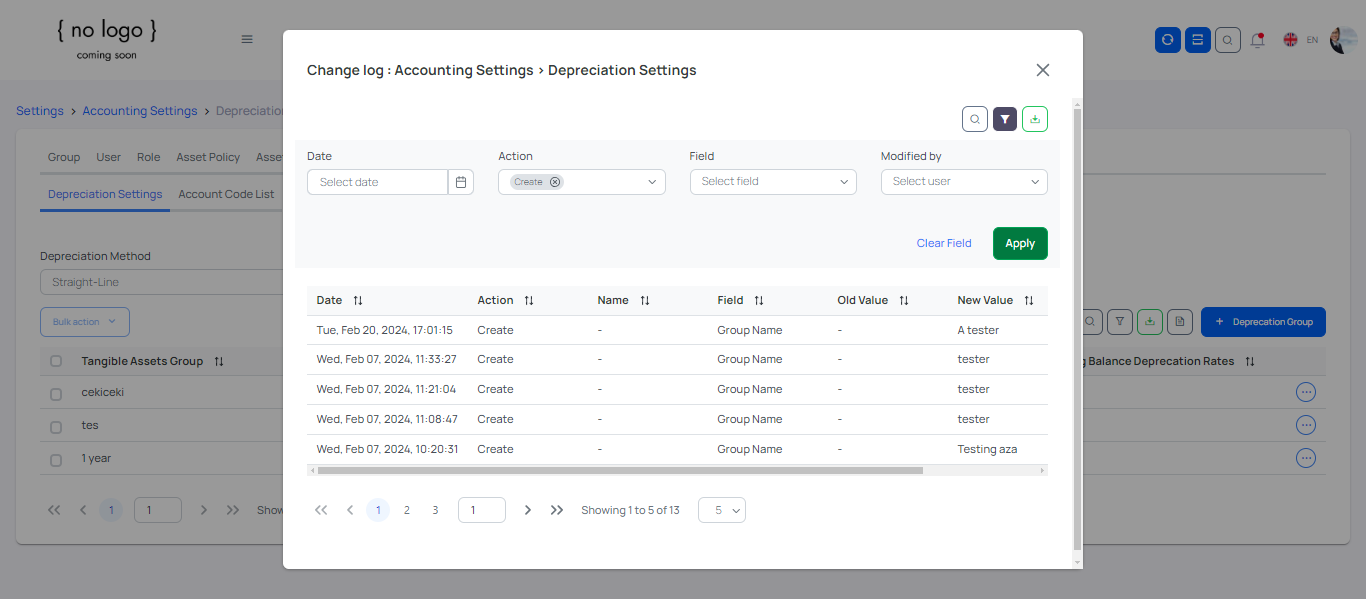 { no logo }
coming soon
EN
Settings > Accounting Settings >
Group User Role Asset Policy
Depreciation Settings Account Code List
Depreciation Method
Straight-Line
Bulk action
+ Deprecation Group
Tangible Assets Group
Balance Deprecation Rates
cekiceki
tes
1 year
1
1
Change log : Accounting Settings > Depreciation Settings
Date Action Field Modified by
Select date Create Select field Select user
Clear Field Apply
Date Action Name Field Old Value New Value
Tue, Feb 20, 2024, 17:01:15 Create - Group Name - A tester
Wed, Feb 07, 2024, 11:33:27 Create - Group Name - tester
Wed, Feb 07, 2024, 11:21:04 Create - Group Name - tester
Wed, Feb 07, 2024, 11:08:47 Create - Group Name - tester
Wed, Feb 07, 2024, 10:20:31 Create - Group Name - Testing aza
1 2 3 1 Showing 1 to 5 of 13 5